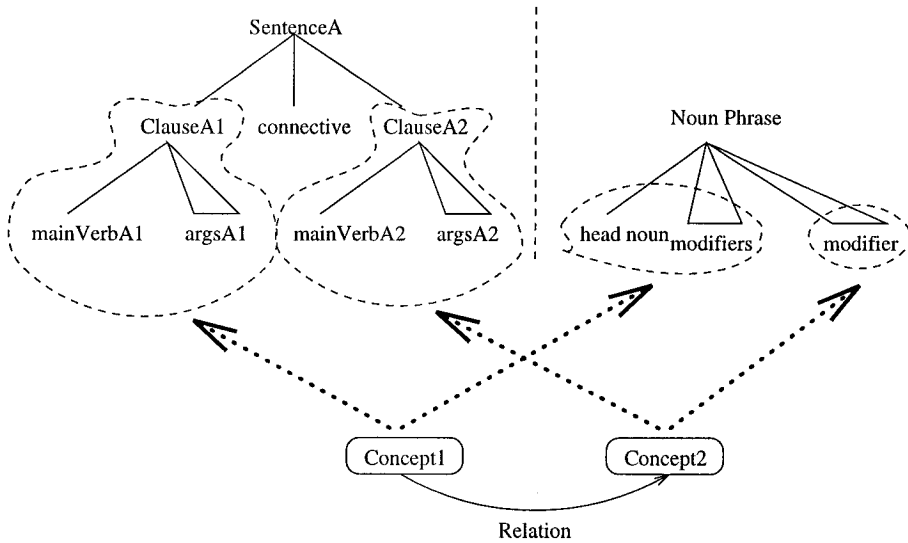 SentenceA
ClauseA1 connective ClauseA2
mainVerbA1 argsA1 mainVerbA2 argsA2
Noun Phrase
head noun modifiers modifier
Concept1 Concept2
Relation